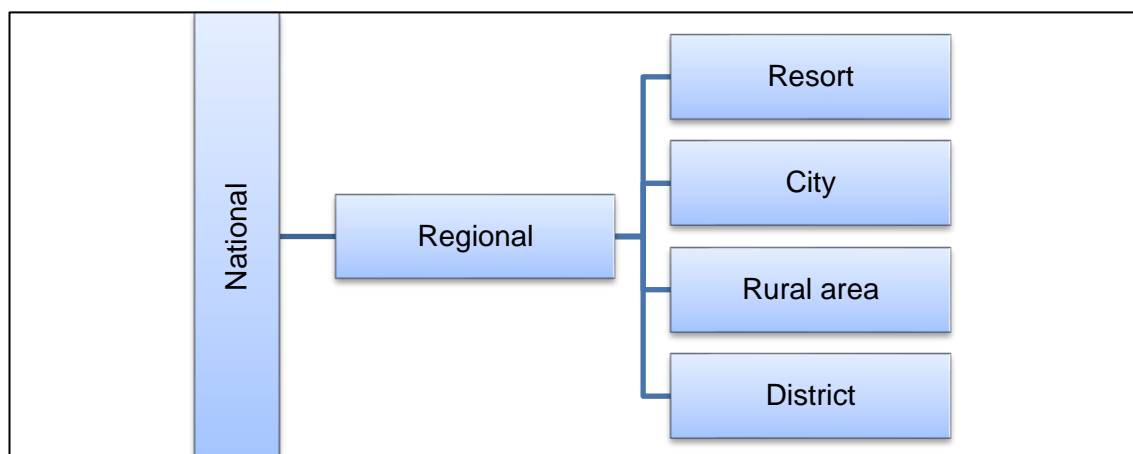 National
Regional
Resort
City
Rural area
District